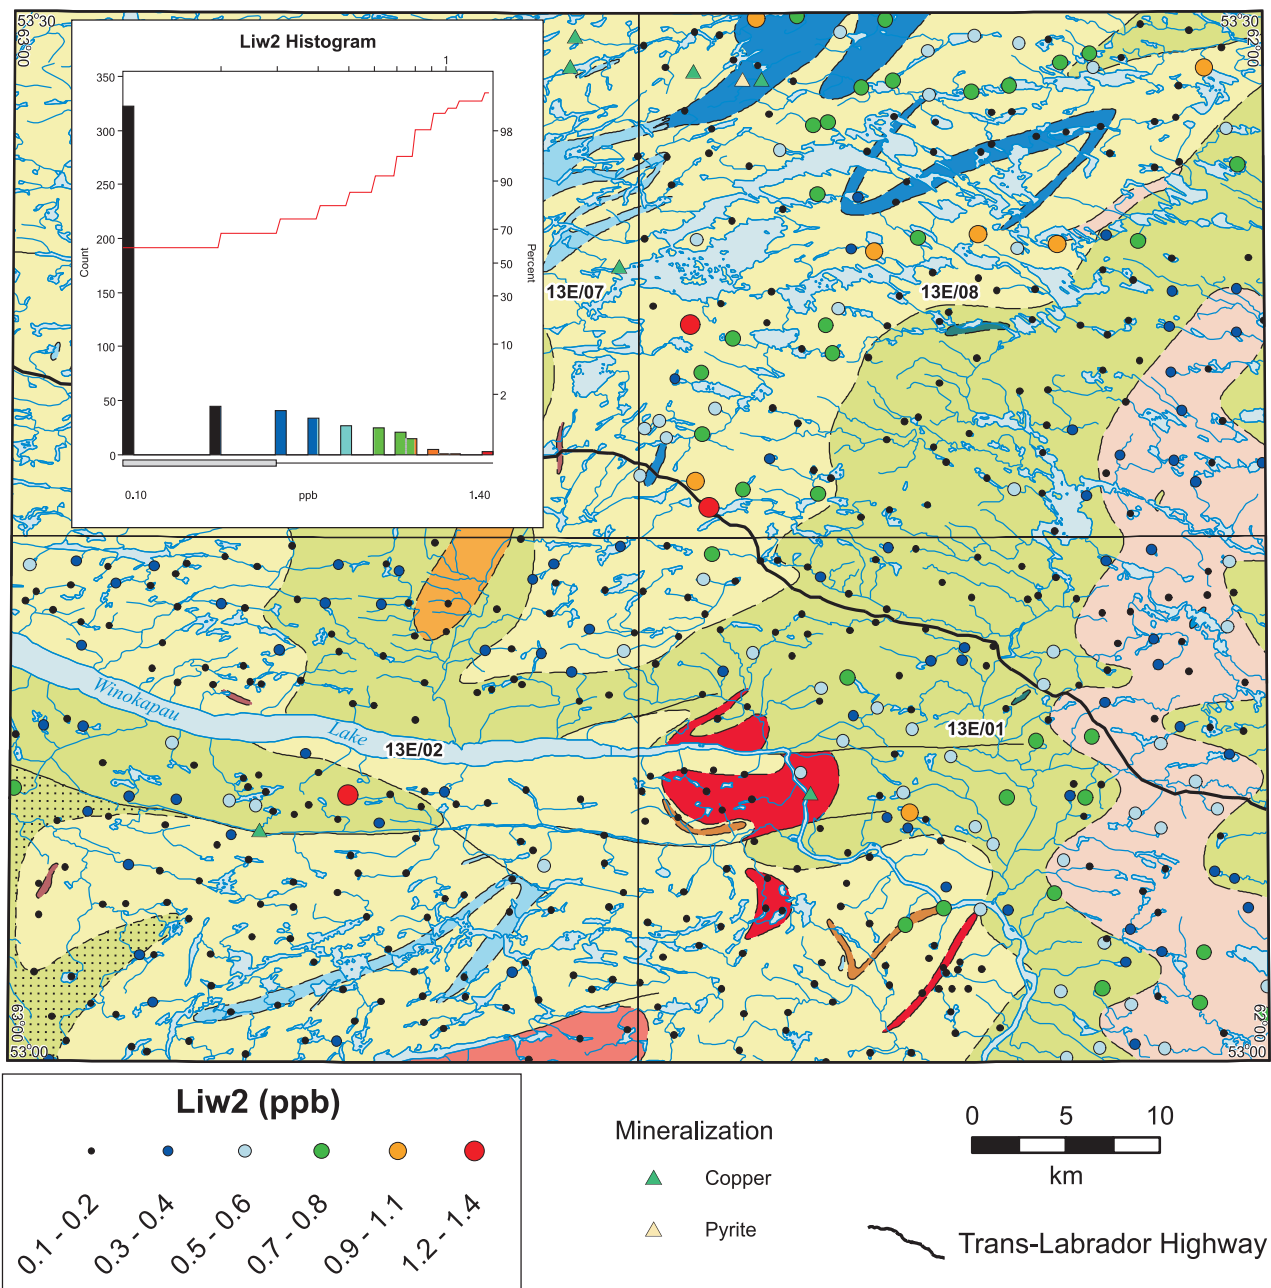 53°30
63°00
53°30
62°00
Liw2 Histogram
1
350
300
250
200
150
100
50
0
Count
98
90
70
50
30
10
2
Percent
0.10
ppb
1.40
13E/07
13E/08
Winokapau
Lake
13E/02
13E/01
63°00
53°00
62°00
53°00
Liw2 (ppb)
0.1 - 0.2
0.3 - 0.4
0.5 - 0.6
0.7 - 0.8
0.9 - 1.1
1.2 - 1.4
Mineralization
Copper
Pyrite
0 5 10
km
Trans-Labrador Highway